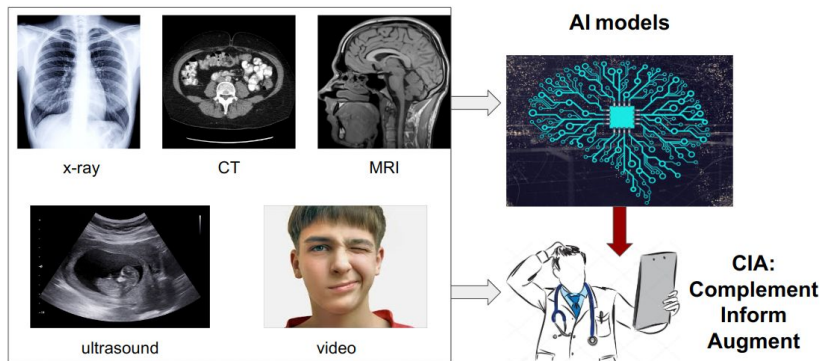 AI models
x-ray
CT
MRI
ultrasound
video
CIA:
Complement
Inform
Augment